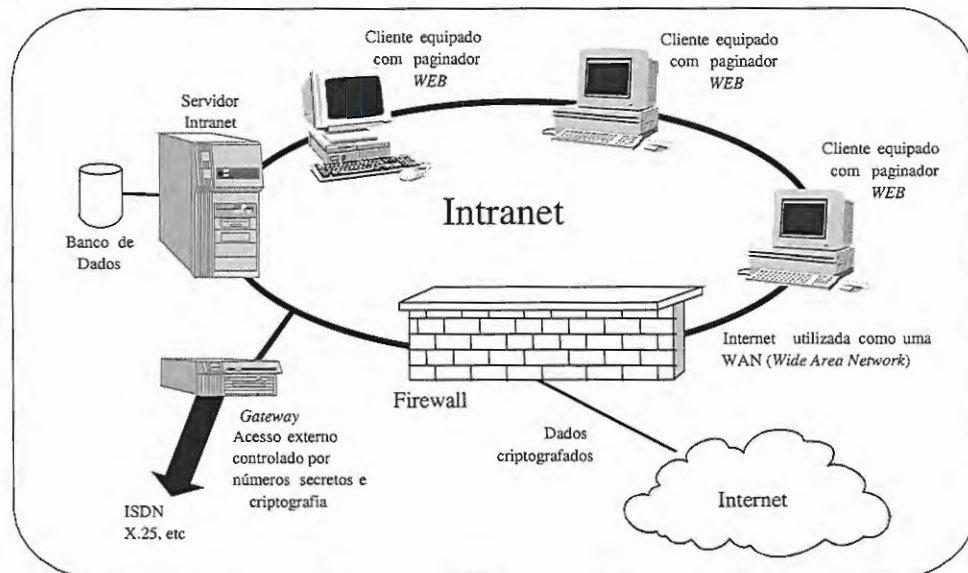 Cliente equipado
com paginador
WEB
Cliente equipado
com paginador
WEB
Servidor
Intranet
Cliente equipado
com paginador
WEB
Intranet
Banco de
Dados
Internet utilizada como uma
WAN (Wide Area Network)
Firewall
Gateway
Acesso externo
controlado por
números secretos e
criptografia
Dados
criptografados
Internet
ISDN
X.25, etc